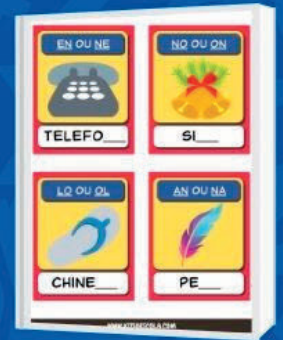 EN OU NE
NO OU ON
TELEFO___
SI___
LO OU OL
AN OU NA
CHINE___
PE___